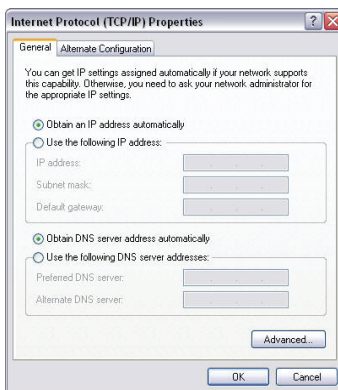 Internet Protocol (TCP/IP) Properties
General Alternate Configuration
You can get IP settings assigned automatically if your network supports
this capability. Otherwise, you need to ask your network administrator for
the appropriate IP settings.
Obtain an IP address automatically
Use the following IP address:
IP address:
Subnet mask:
Default gateway:
Obtain DNS server address automatically
Use the following DNS server addresses:
Preferred DNS server:
Alternate DNS server:
Advanced...
OK Cancel